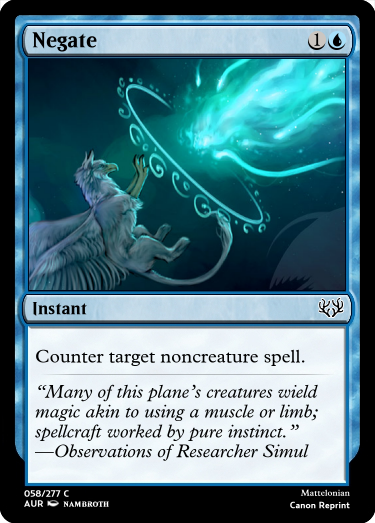 Negate
1
Instant
Counter target noncreature spell.
“Many of this plane’s creatures wield
magic akin to using a muscle or limb;
spellcraft worked by pure instinct.”
—Observations of Researcher Simul
058/277 C
Mattelonian
AUR NAMBROTH
Canon Reprint